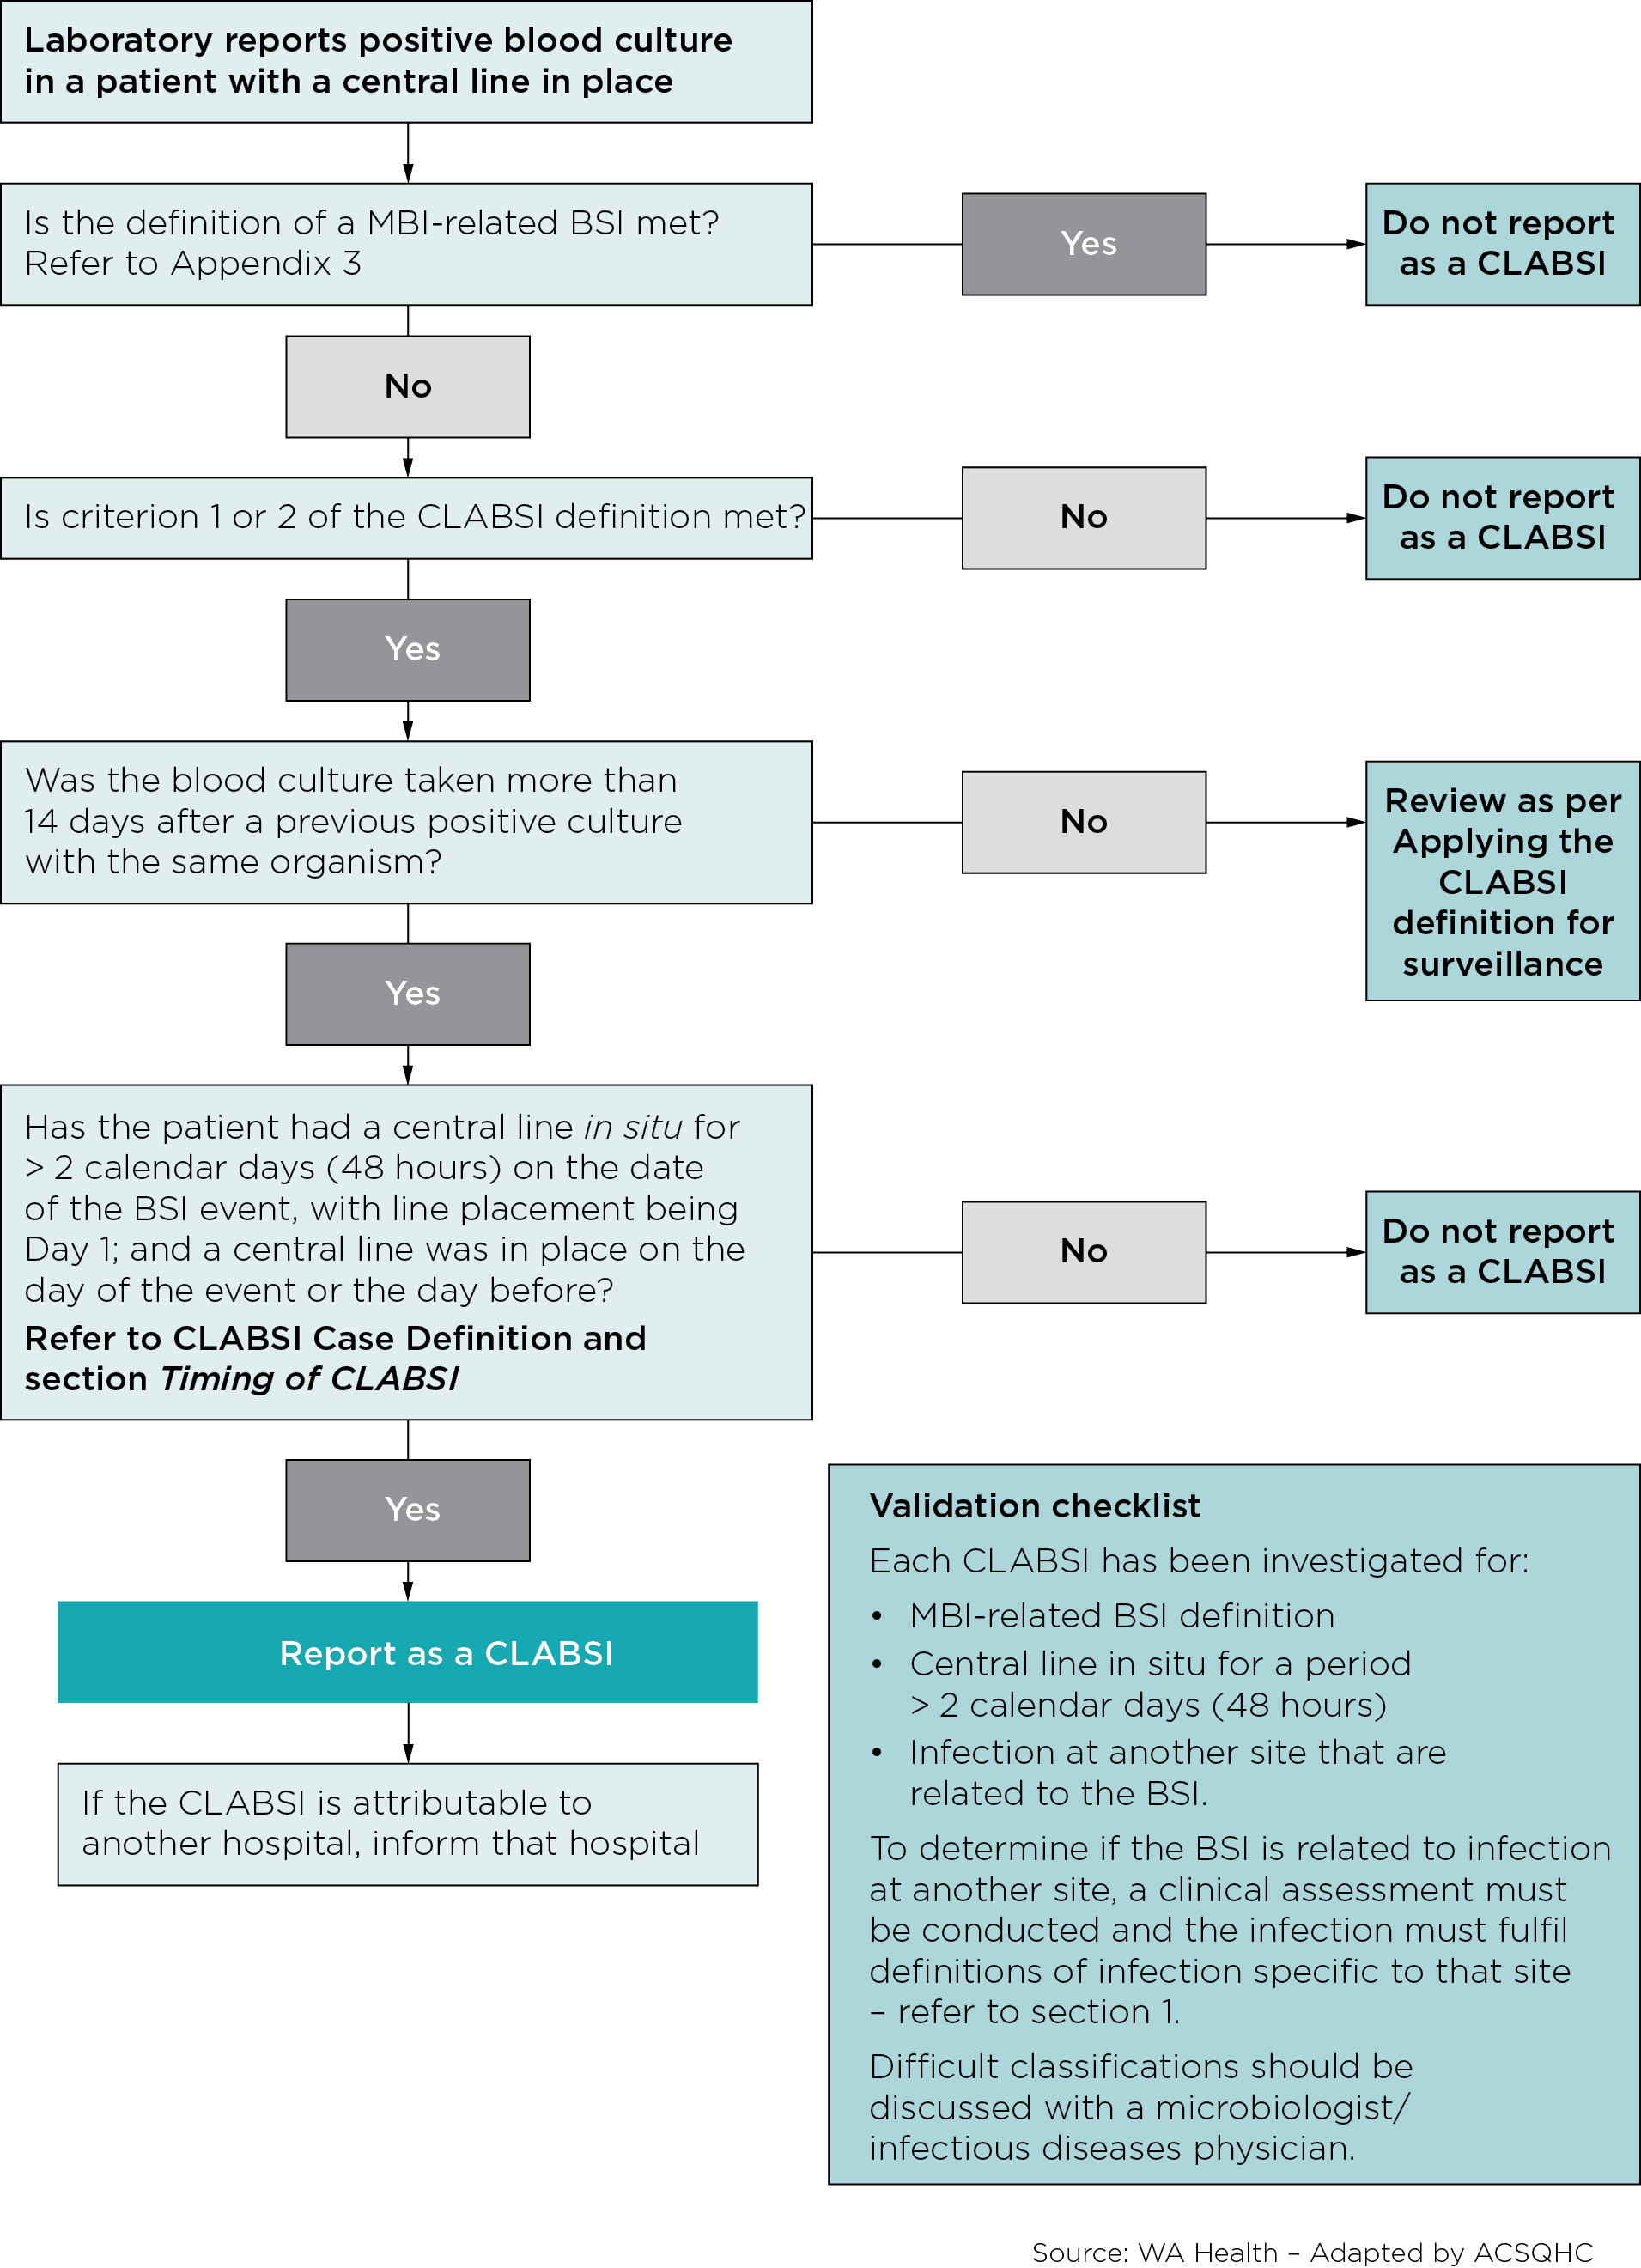 Laboratory reports positive blood culture
in a patient with a central line in place
Is the definition of a MBI-related BSI met?
Refer to Appendix 3
Yes
Do not report
as a CLABSI
No
Is criterion 1 or 2 of the CLABSI definition met?
No
Do not report
as a CLABSI
Yes
Was the blood culture taken more than
14 days after a previous positive culture
with the same organism?
No
Review as per
Applying the
CLABSI
definition for
surveillance
Yes
Has the patient had a central line in situ for
> 2 calendar days (48 hours) on the date
of the BSI event, with line placement being
Day 1; and a central line was in place on the
day of the event or the day before?
Refer to CLABSI Case Definition and
section Timing of CLABSI
No
Do not report
as a CLABSI
Yes
Report as a CLABSI
If the CLABSI is attributable to
another hospital, inform that hospital
Validation checklist
Each CLABSI has been investigated for:
• MBI-related BSI definition
• Central line in situ for a period
> 2 calendar days (48 hours)
• Infection at another site that are
related to the BSI.
To determine if the BSI is related to infection
at another site, a clinical assessment must
be conducted and the infection must fulfil
definitions of infection specific to that site
– refer to section 1.
Difficult classifications should be
discussed with a microbiologist/
infectious diseases physician.
Source: WA Health – Adapted by ACSQHC